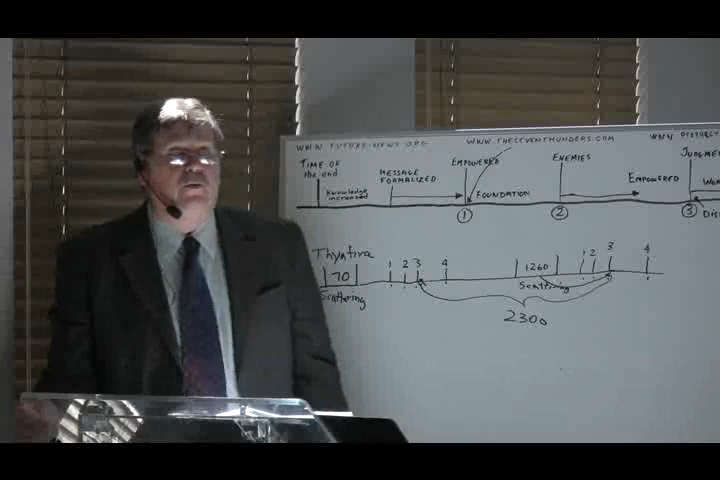 WWW.FUTURE-NEWS.ORG WWW.THESEVENTHUNDERS.COM WWW
TIME OF the end MESSAGE FORMALIZED EMPOWERED ENEMIES EMPOWERED
Knowledge increased FOUNDATION
1 2 3
Thyatira
70 1 2 3 4 1260 1 2 3 4
Scattering Scattering
2300